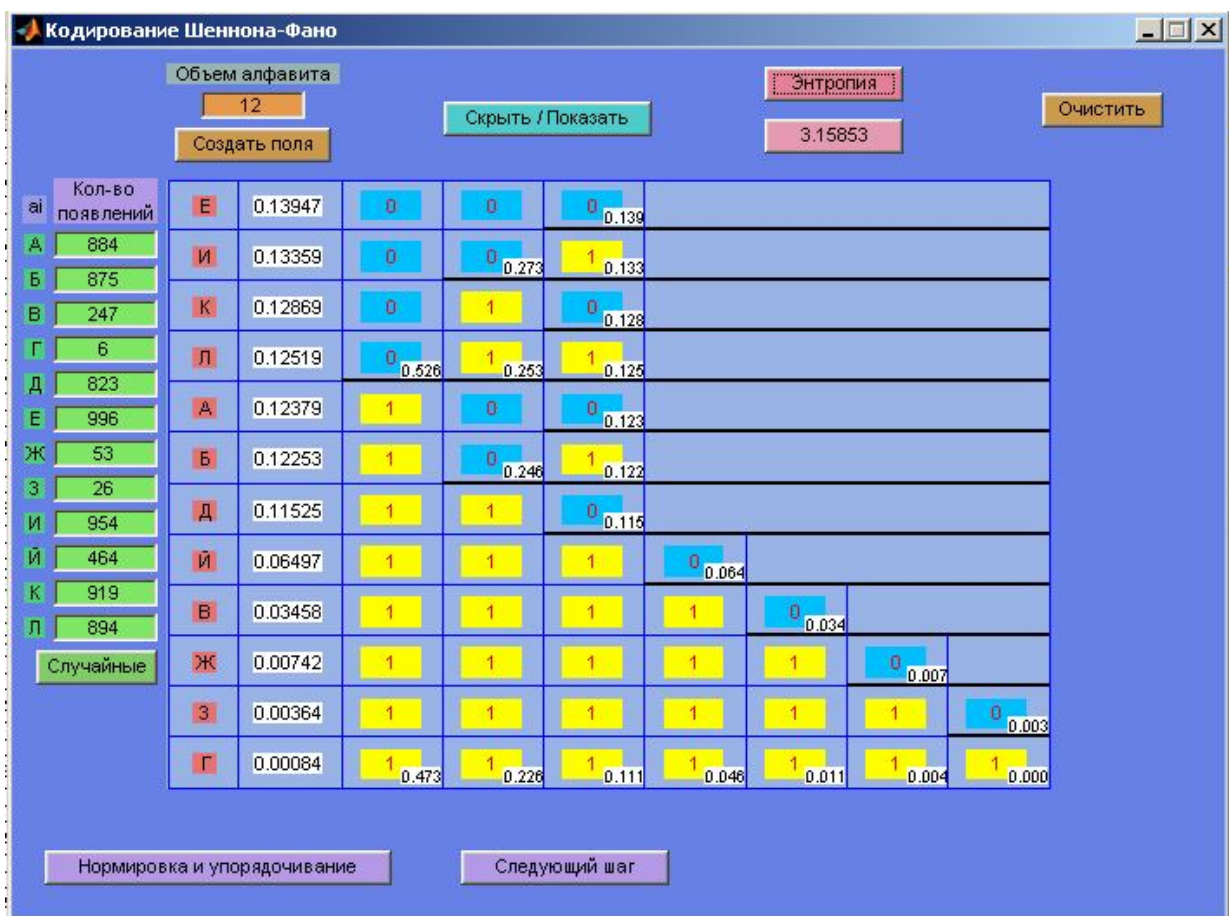 Кодирование Шеннона-Фано
Объем алфавита
12
Создать поля
Скрыть / Показать
Энтропия
3.15853
Очистить
ai Кол-во появлений
А 884
Б 875
В 247
Г 6
Д 823
Е 996
Ж 53
З 26
И 954
Й 464
К 919
Л 894
Случайные
Е 0.13947 0 0 0 0.139
И 0.13359 0 0 0.273 1 0.133
К 0.12869 0 1 0 0.128
Л 0.12519 0 0.526 1 0.253 1 0.125
А 0.12379 1 0 0 0.123
Б 0.12253 1 0 0.246 1 0.122
Д 0.11525 1 1 0 0.115
Й 0.06497 1 1 1 0 0.064
В 0.03458 1 1 1 1 0 0.034
Ж 0.00742 1 1 1 1 1 0 0.007
З 0.00364 1 1 1 1 1 1 0 0.003
Г 0.00084 1 0.473 1 0.226 1 0.111 1 0.046 1 0.011 1 0.004 1 0.000
Нормировка и упорядочивание
Следующий шаг